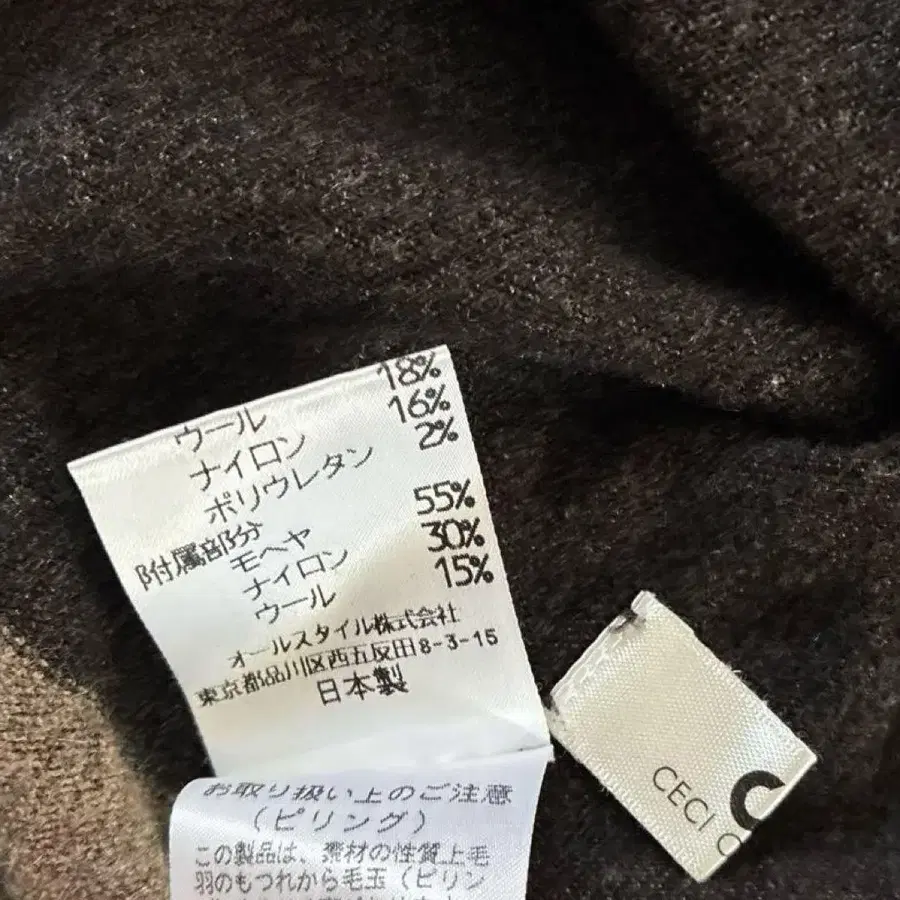 ウール 18%
ナイロン 16%
ポリウレタン 2%
附属部分
モヘヤ 55%
ナイロン 30%
ウール 15%
オールスタイル株式会社
東京都品川区西五反田8-3-15
日本製
お取り扱い上のご注意
(ピリング)
この製品は、素材の性質上毛
羽のもつれから毛玉(ピリン
CECI